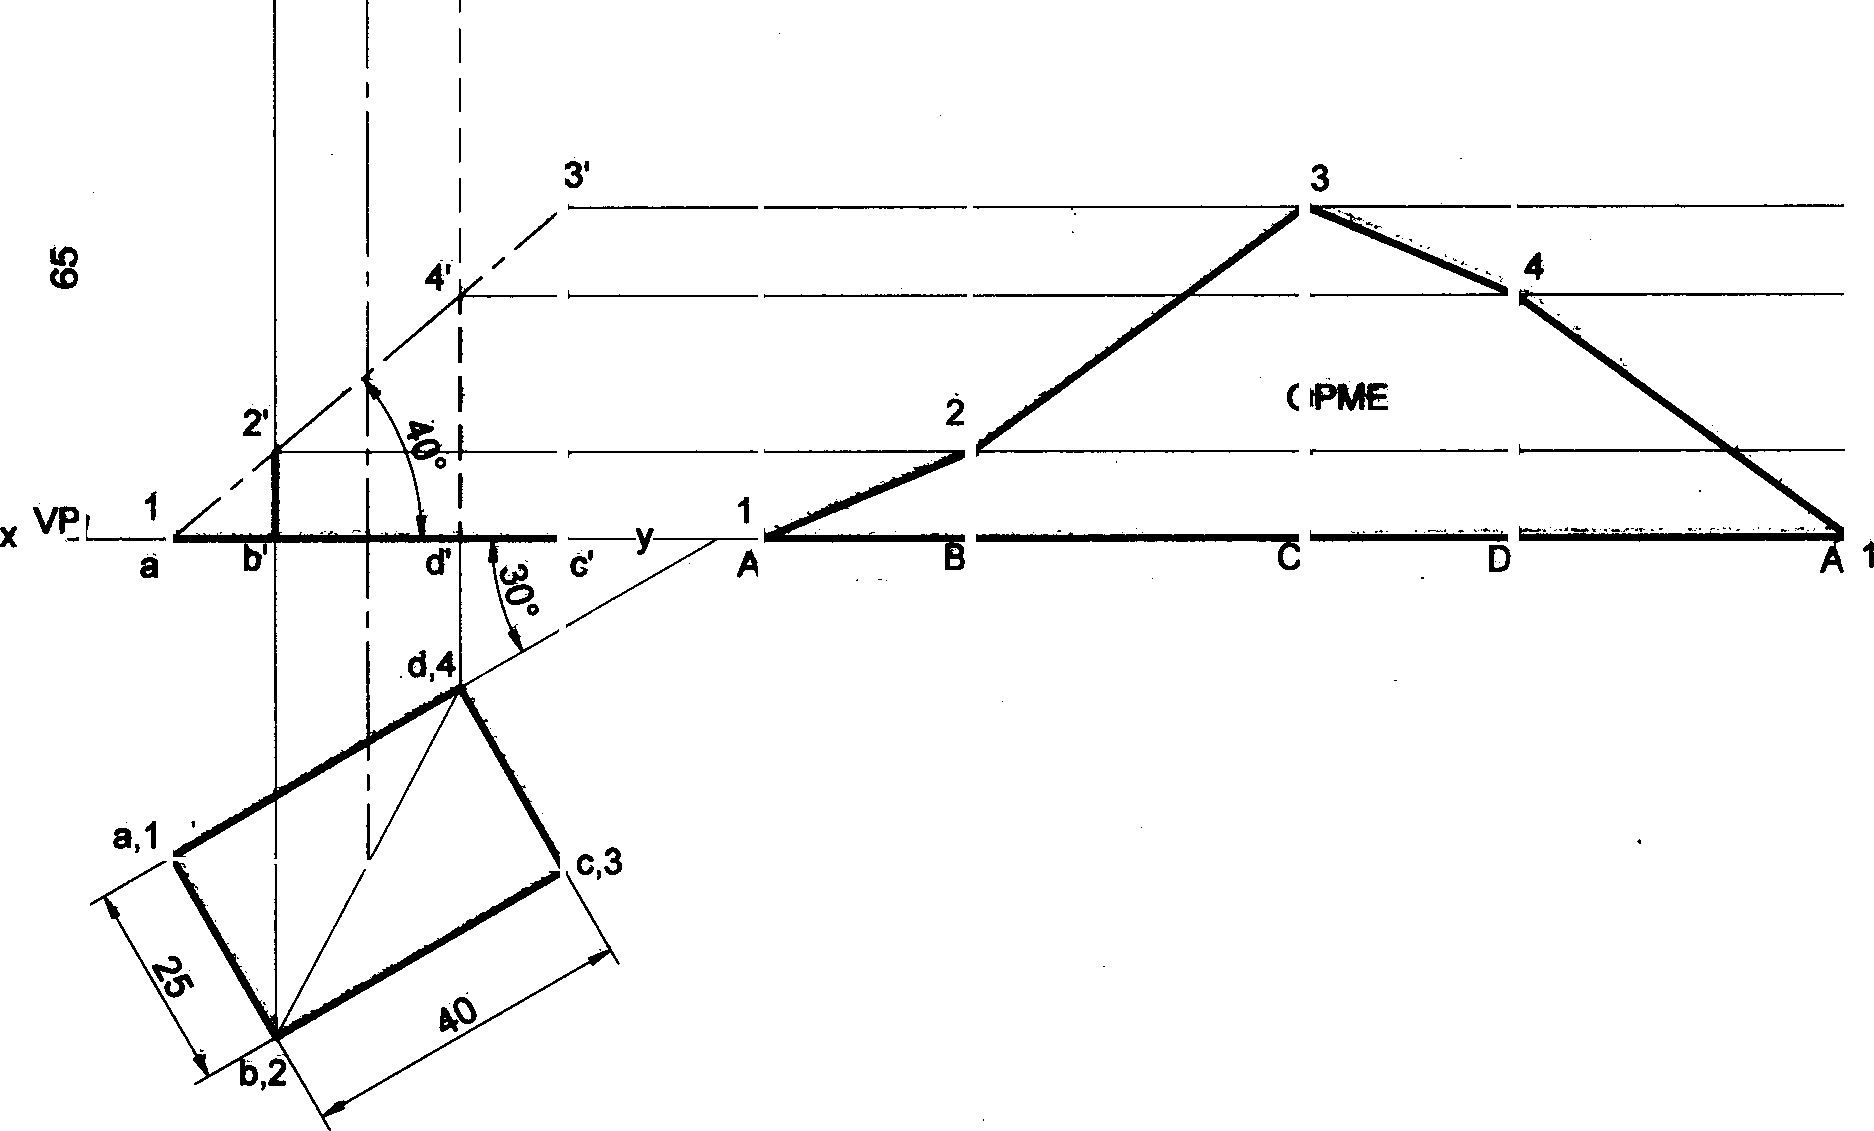 3' 3
65 4' 4
2' 40° 2 PME
1 1
x VP y
a b' d' c' A B C D A 1
30°
d,4
a,1 c,3
25 40
b,2